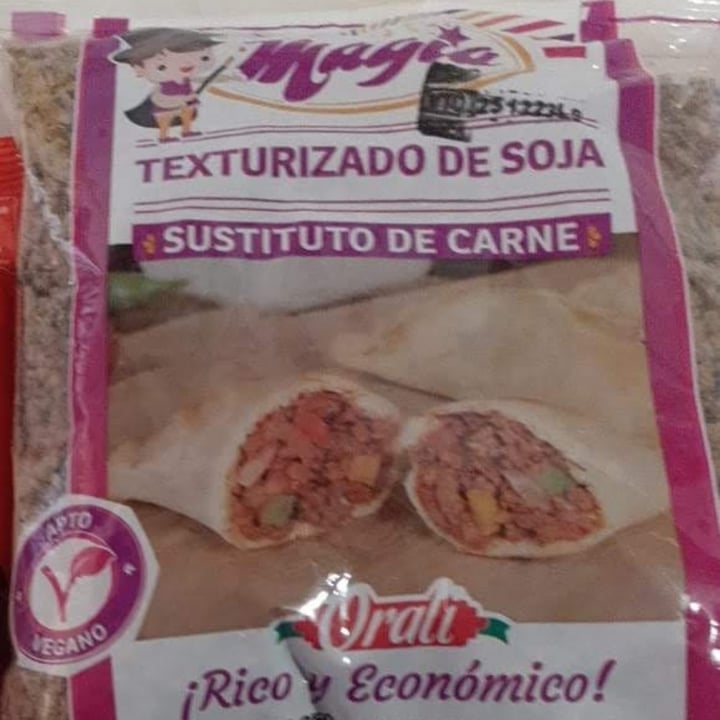 Magia
TEXTURIZADO DE SOJA
SUSTITUTO DE CARNE
APTO
VEGANO
Orali
¡Rico y Económico!